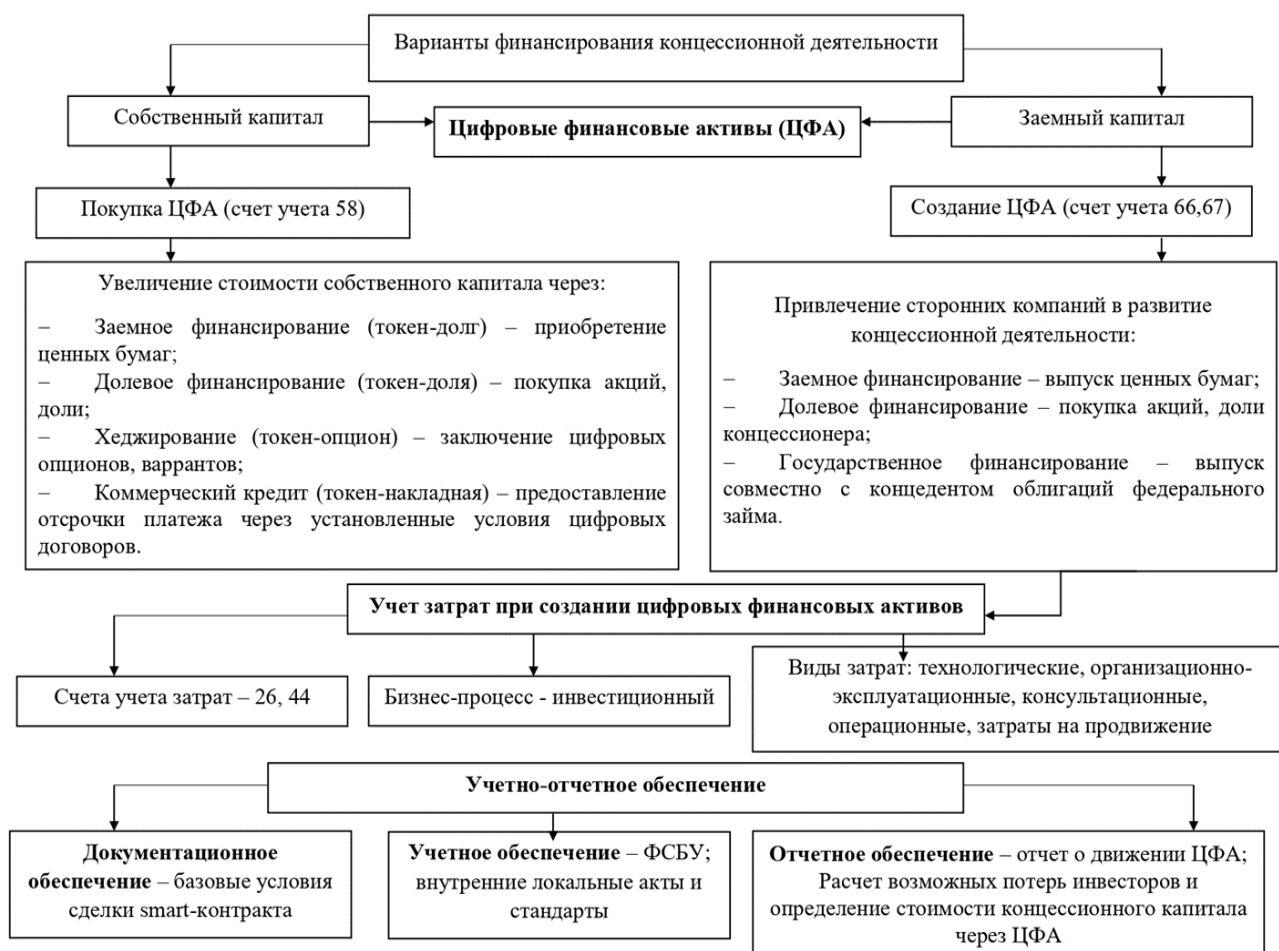 Варианты финансирования концессионной деятельности
Собственный капитал
Цифровые финансовые активы (ЦФА)
Заемный капитал
Покупка ЦФА (счет учета 58)
Создание ЦФА (счет учета 66,67)
Увеличение стоимости собственного капитала через:
– Заемное финансирование (токен-долг) – приобретение
ценных бумаг;
– Долевое финансирование (токен-доля) – покупка акций,
доли;
– Хеджирование (токен-опцион) – заключение цифровых
опционов, варрантов;
– Коммерческий кредит (токен-накладная) – предоставление
отсрочки платежа через установленные условия цифровых
договоров.
Привлечение сторонних компаний в развитие
концессионной деятельности:
– Заемное финансирование – выпуск ценных бумаг;
– Долевое финансирование – покупка акций, доли
концессионера;
– Государственное финансирование – выпуск
совместно с концедентом облигаций федерального
займа.
Учет затрат при создании цифровых финансовых активов
Счета учета затрат – 26, 44
Бизнес-процесс - инвестиционный
Виды затрат: технологические, организационно-
эксплуатационные, консультационные,
операционные, затраты на продвижение
Учетно-отчетное обеспечение
Документационное
обеспечение – базовые условия
сделки smart-контракта
Учетное обеспечение – ФСБУ;
внутренние локальные акты и
стандарты
Отчетное обеспечение – отчет о движении ЦФА;
Расчет возможных потерь инвесторов и
определение стоимости концессионного капитала
через ЦФА